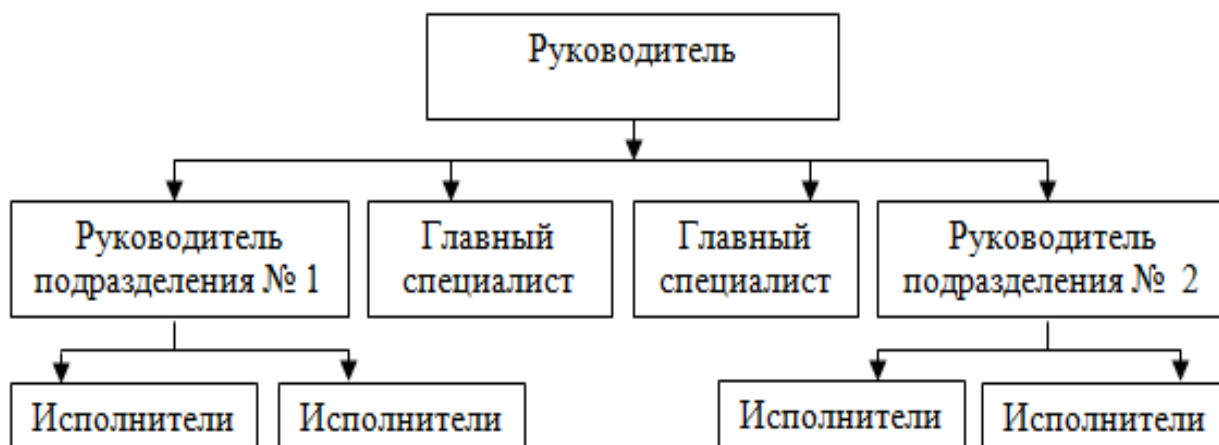 Руководитель
Руководитель
подразделения № 1
Главный
специалист
Главный
специалист
Руководитель
подразделения № 2
Исполнители
Исполнители
Исполнители
Исполнители